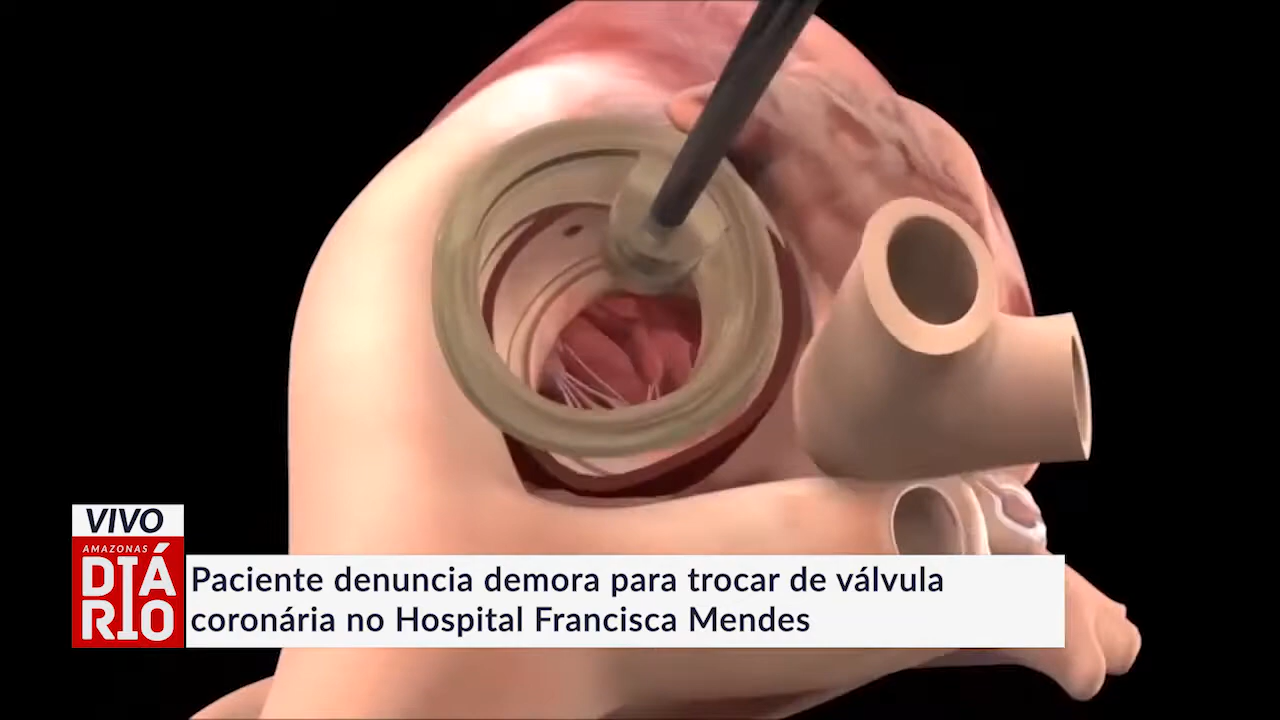 VIVO
AMAZONAS
DIÁ
RIO
Paciente denuncia demora para trocar de válvula
coronária no Hospital Francisca Mendes